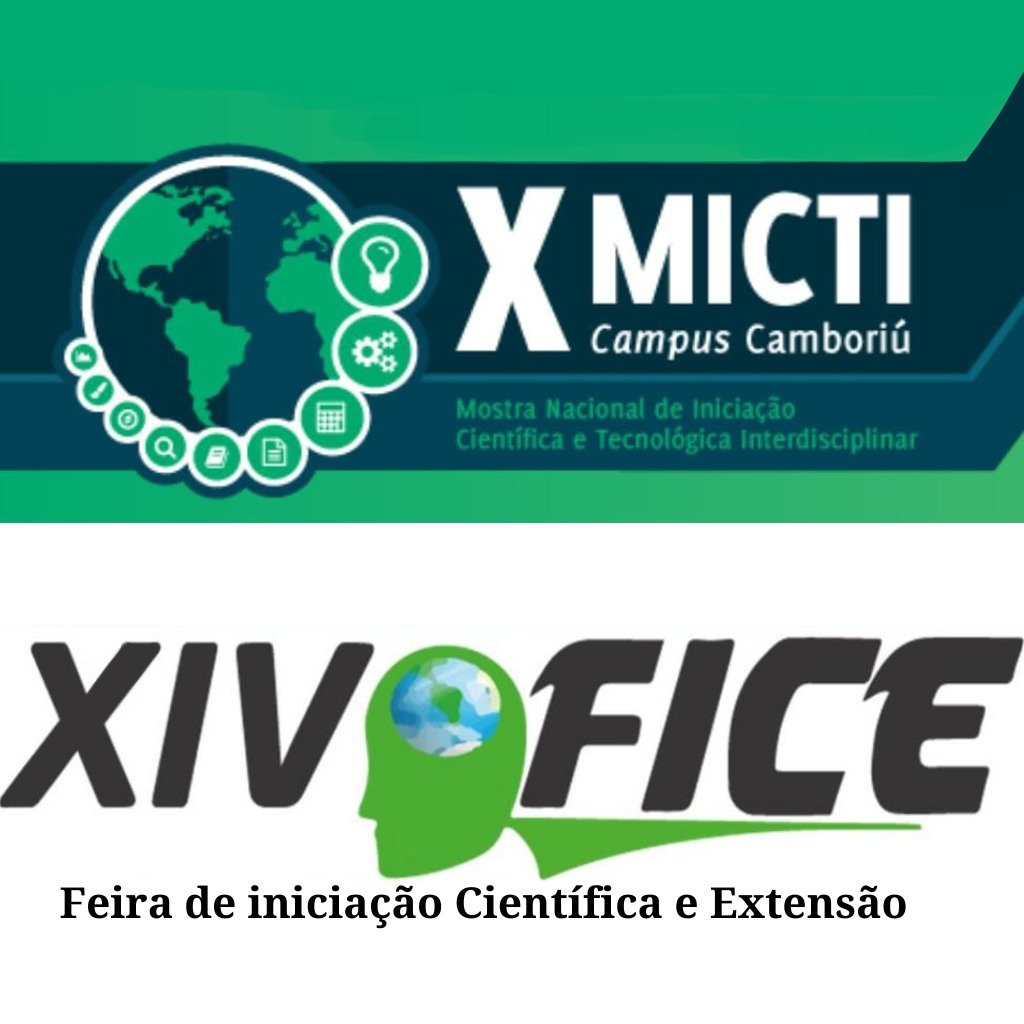 X MICTI
Campus Camboriú
Mostra Nacional de Iniciação
Científica e Tecnológica Interdisciplinar
XIV FICE
Feira de iniciação Científica e Extensão